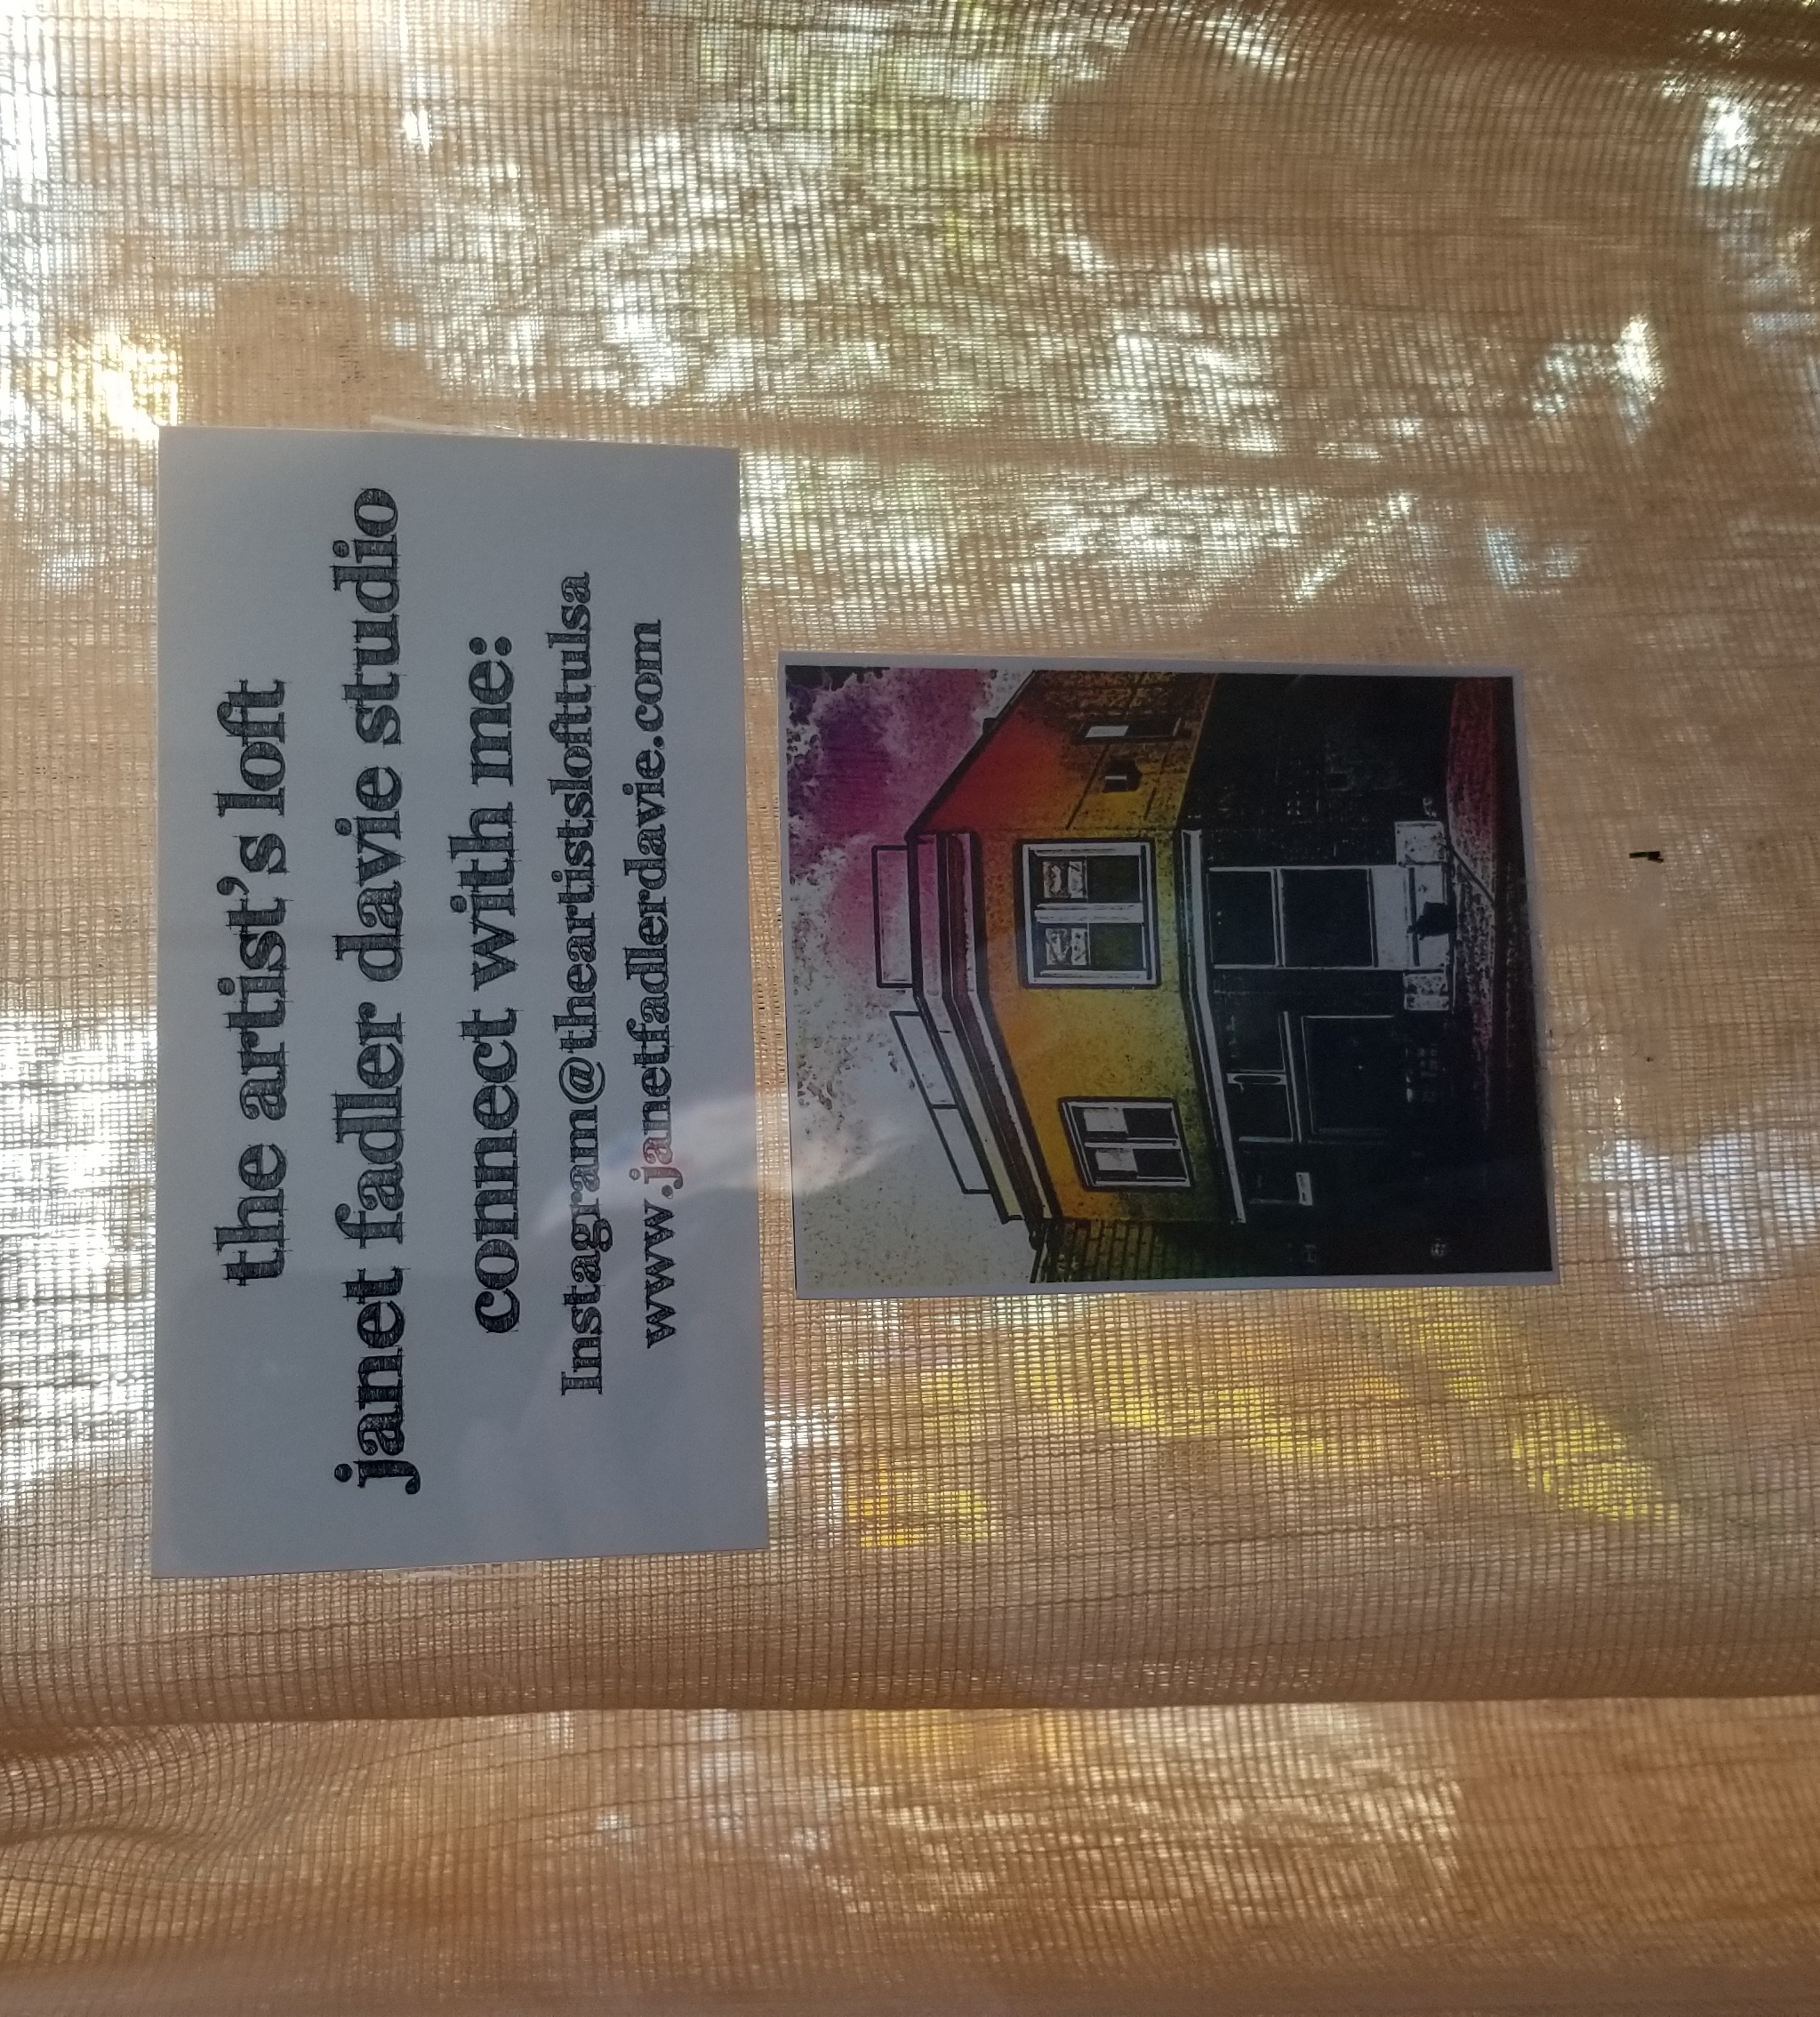 the artist's loft
janet fadler davie studio
connect with me:
Instagram@theartistslofttulsa
www.janetfadlerdavie.com